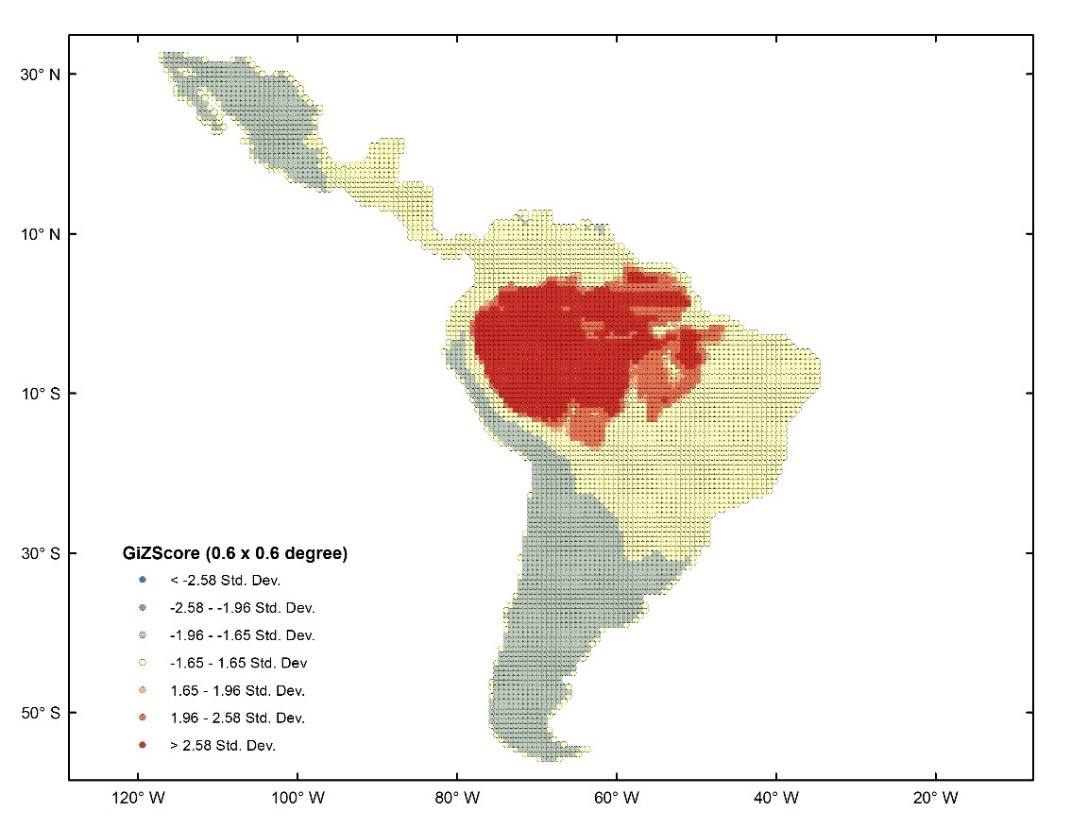 30° N
10° N
10° S
30° S
50° S
GiZScore (0.6 x 0.6 degree)
< -2.58 Std. Dev.
-2.58 - -1.96 Std. Dev.
-1.96 - -1.65 Std. Dev.
-1.65 - 1.65 Std. Dev
1.65 - 1.96 Std. Dev.
1.96 - 2.58 Std. Dev.
> 2.58 Std. Dev.
120° W 100° W 80° W 60° W 40° W 20° W